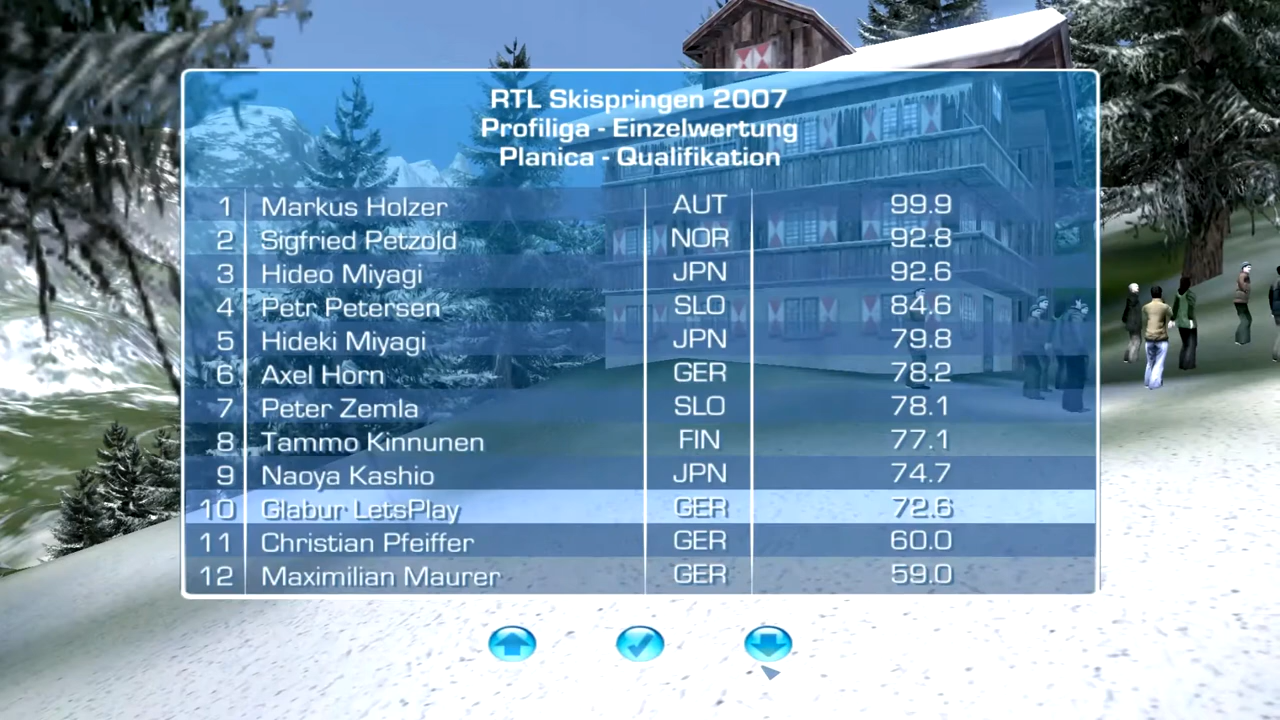 RTL Skispringen 2007
Profiliga - Einzelwertung
Planica - Qualifikation
1 Markus Holzer AUT 99.9
2 Sigfried Petzold NOR 92.8
3 Hideo Miyagi JPN 92.6
4 Petr Petersen SLO 84.6
5 Hideki Miyagi JPN 79.8
6 Axel Horn GER 78.2
7 Peter Zemla SLO 78.1
8 Tammo Kinnunen FIN 77.1
9 Naoya Kashio JPN 74.7
10 Glabur LetsPlay GER 72.6
11 Christian Pfeiffer GER 60.0
12 Maximilian Maurer GER 59.0